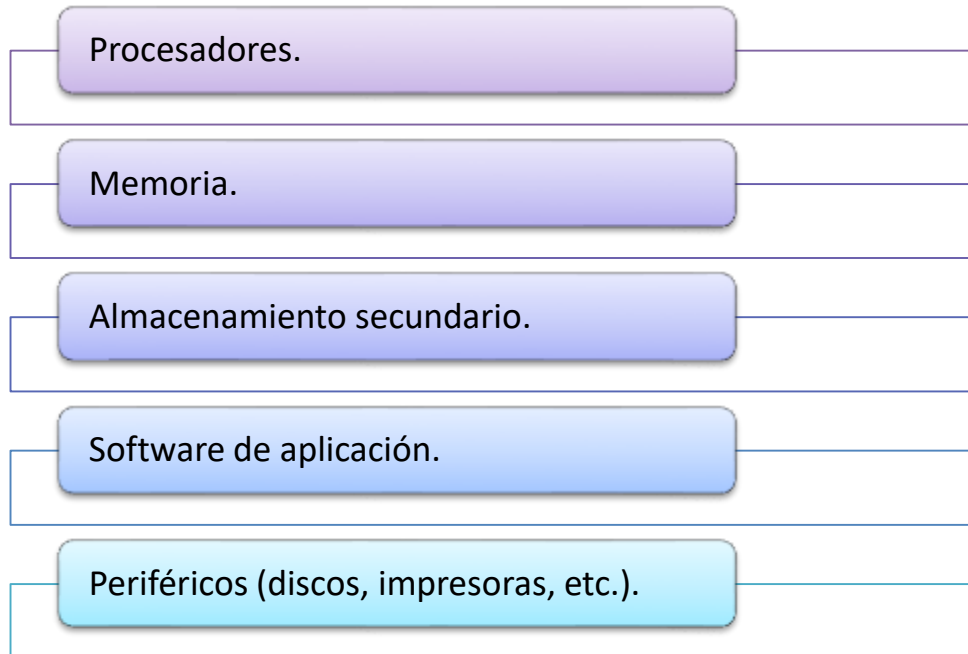 Procesadores.
Memoria.
Almacenamiento secundario.
Software de aplicación.
Periféricos (discos, impresoras, etc.).